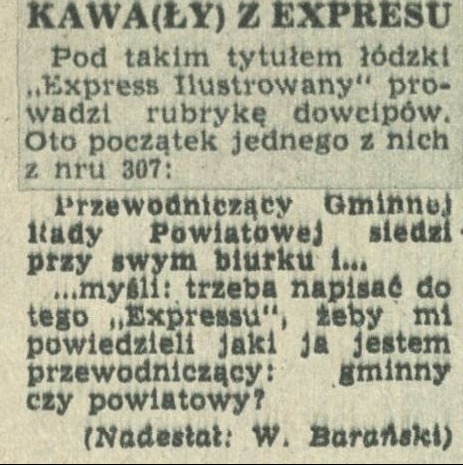 KAWA(ŁY) Z EXPRESU
Pod takim tytułem łódzki
„Express Ilustrowany“ pro-
wadzi rubrykę dowcipów.
Oto początek jednego z nich
z nru 307:
Przewodniczący Gminnej
Rady Powiatowej siedzi
przy swym biurku i...
...myśli: trzeba napisać do
tego „Expressu“, żeby mi
powiedzieli jaki ja jestem
przewodniczący: gminny
czy powiatowy?
(Nadesłał: W. Barański)